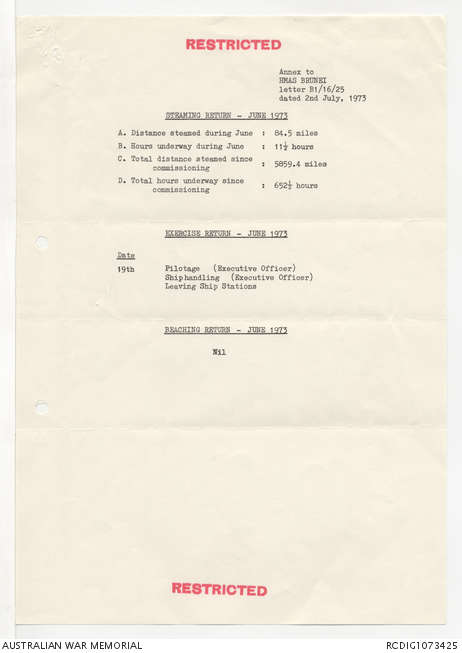 RESTRICTED
Annex to
HMAS BRUNEI
letter B1/16/25
dated 2nd July, 1973
STEAMING RETURN - JUNE 1973
A. Distance steamed during June : 84.5 miles
B. Hours underway during June : 11½ hours
C. Total distance steamed since
commissioning : 5859.4 miles
D. Total hours underway since
commissioning : 652½ hours
EXERCISE RETURN - JUNE 1973
Date
19th Pilotage (Executive Officer)
Shiphandling (Executive Officer)
Leaving Ship Stations
BEACHING RETURN - JUNE 1973
Nil
RESTRICTED
AUSTRALIAN WAR MEMORIAL RCDIG1073425